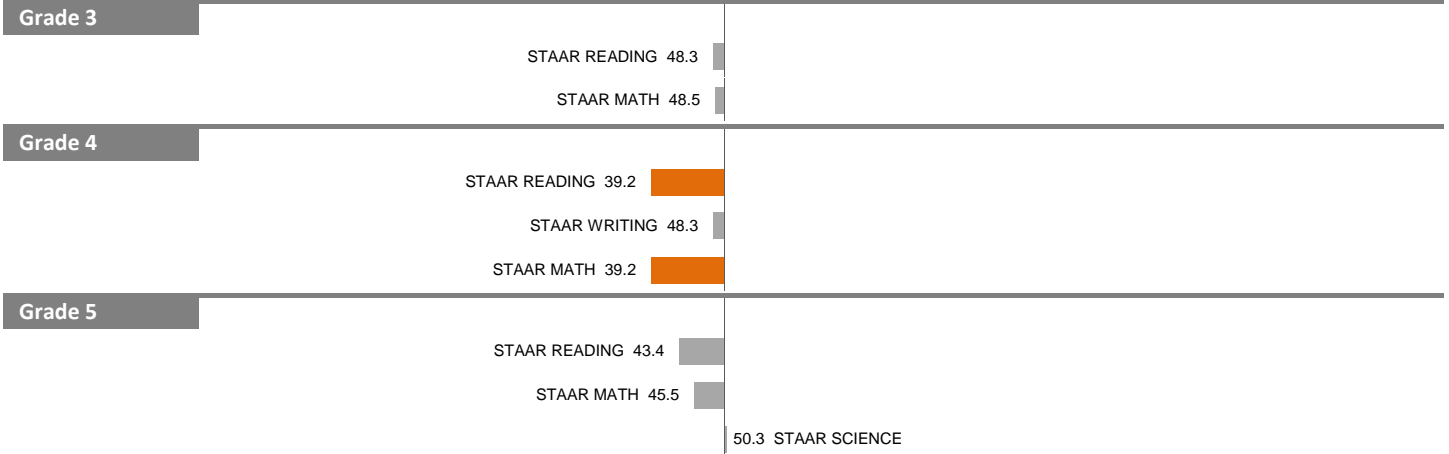 Grade 3
STAAR READING 48.3
STAAR MATH 48.5
Grade 4
STAAR READING 39.2
STAAR WRITING 48.3
STAAR MATH 39.2
Grade 5
STAAR READING 43.4
STAAR MATH 45.5
50.3 STAAR SCIENCE